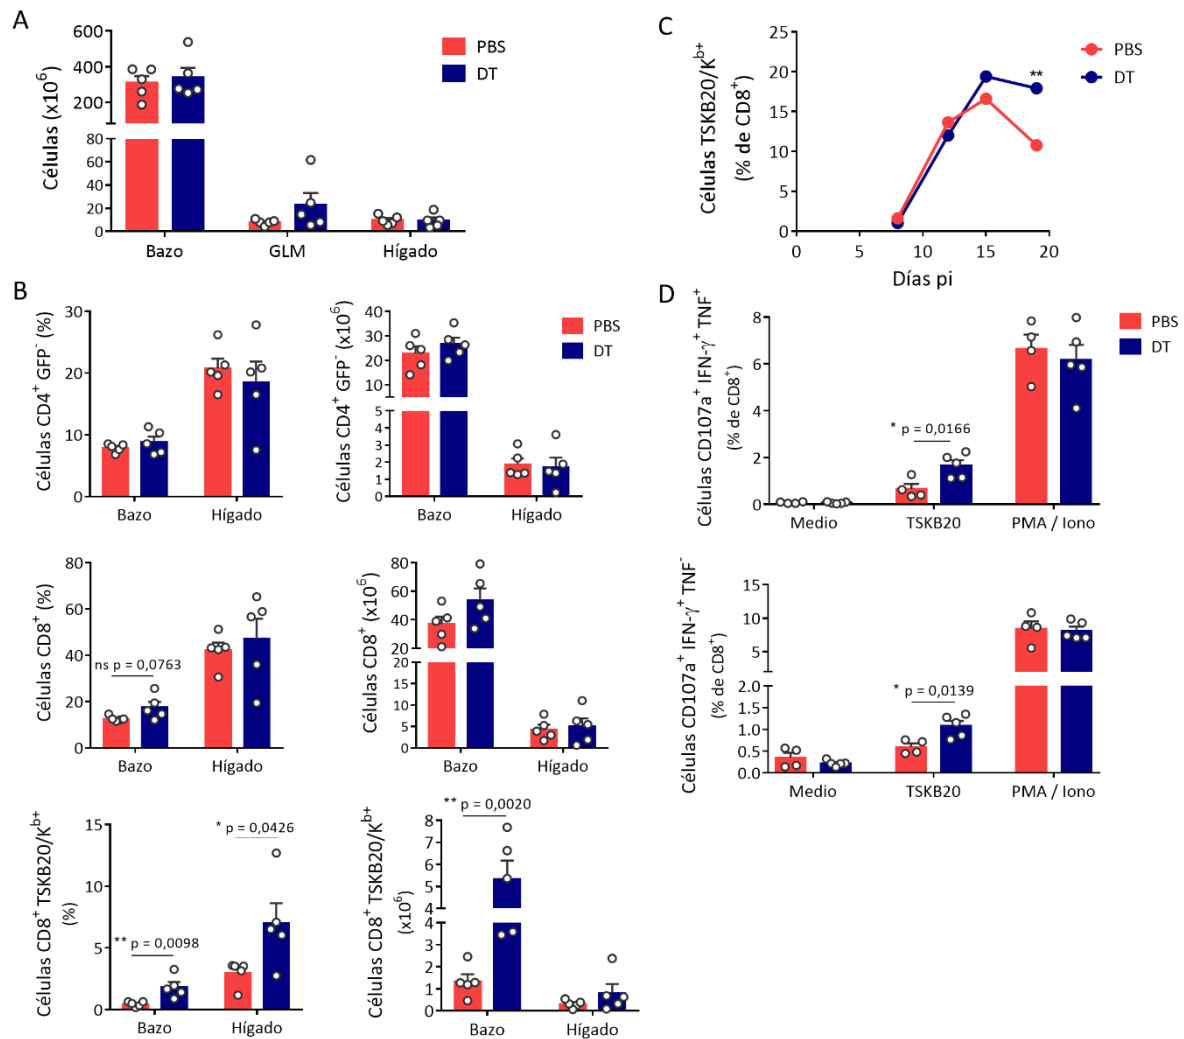 A
Células (x10⁶)
600
400
200
80
60
40
20
0
Bazo
GLM
Hígado
PBS
DT
C
Células TSKB20/Kᵇ⁺
(% de CD8⁺)
25
20
15
10
5
0
0
5
10
15
20
Días pi
**
PBS
DT
B
Células CD4⁺ GFP⁻ (%)
30
20
10
0
Bazo
Hígado
Células CD4⁺ GFP⁻ (x10⁶)
40
30
20
10
5
4
3
2
1
0
Bazo
Hígado
PBS
DT
Células CD8⁺ (%)
80
60
40
20
0
ns p = 0,0763
Bazo
Hígado
Células CD8⁺ (x10⁶)
80
60
40
20
20
15
10
5
0
Bazo
Hígado
Células CD8⁺ TSKB20/Kᵇ⁺
(%)
15
10
5
0
** p = 0,0098
* p = 0,0426
Bazo
Hígado
Células CD8⁺ TSKB20/Kᵇ⁺
(x10⁶)
8
7
6
5
4
4
3
2
1
0
** p = 0,0020
Bazo
Hígado
D
Células CD107a⁺ IFN-γ⁺ TNF⁺
(% de CD8⁺)
8
6
4
2
0
* p = 0,0166
Medio
TSKB20
PMA / Iono
PBS
DT
Células CD107a⁺ IFN-γ⁺ TNF⁻
(% de CD8⁺)
15
10
5
2.0
1.5
1.0
0.5
0.0
* p = 0,0139
Medio
TSKB20
PMA / Iono